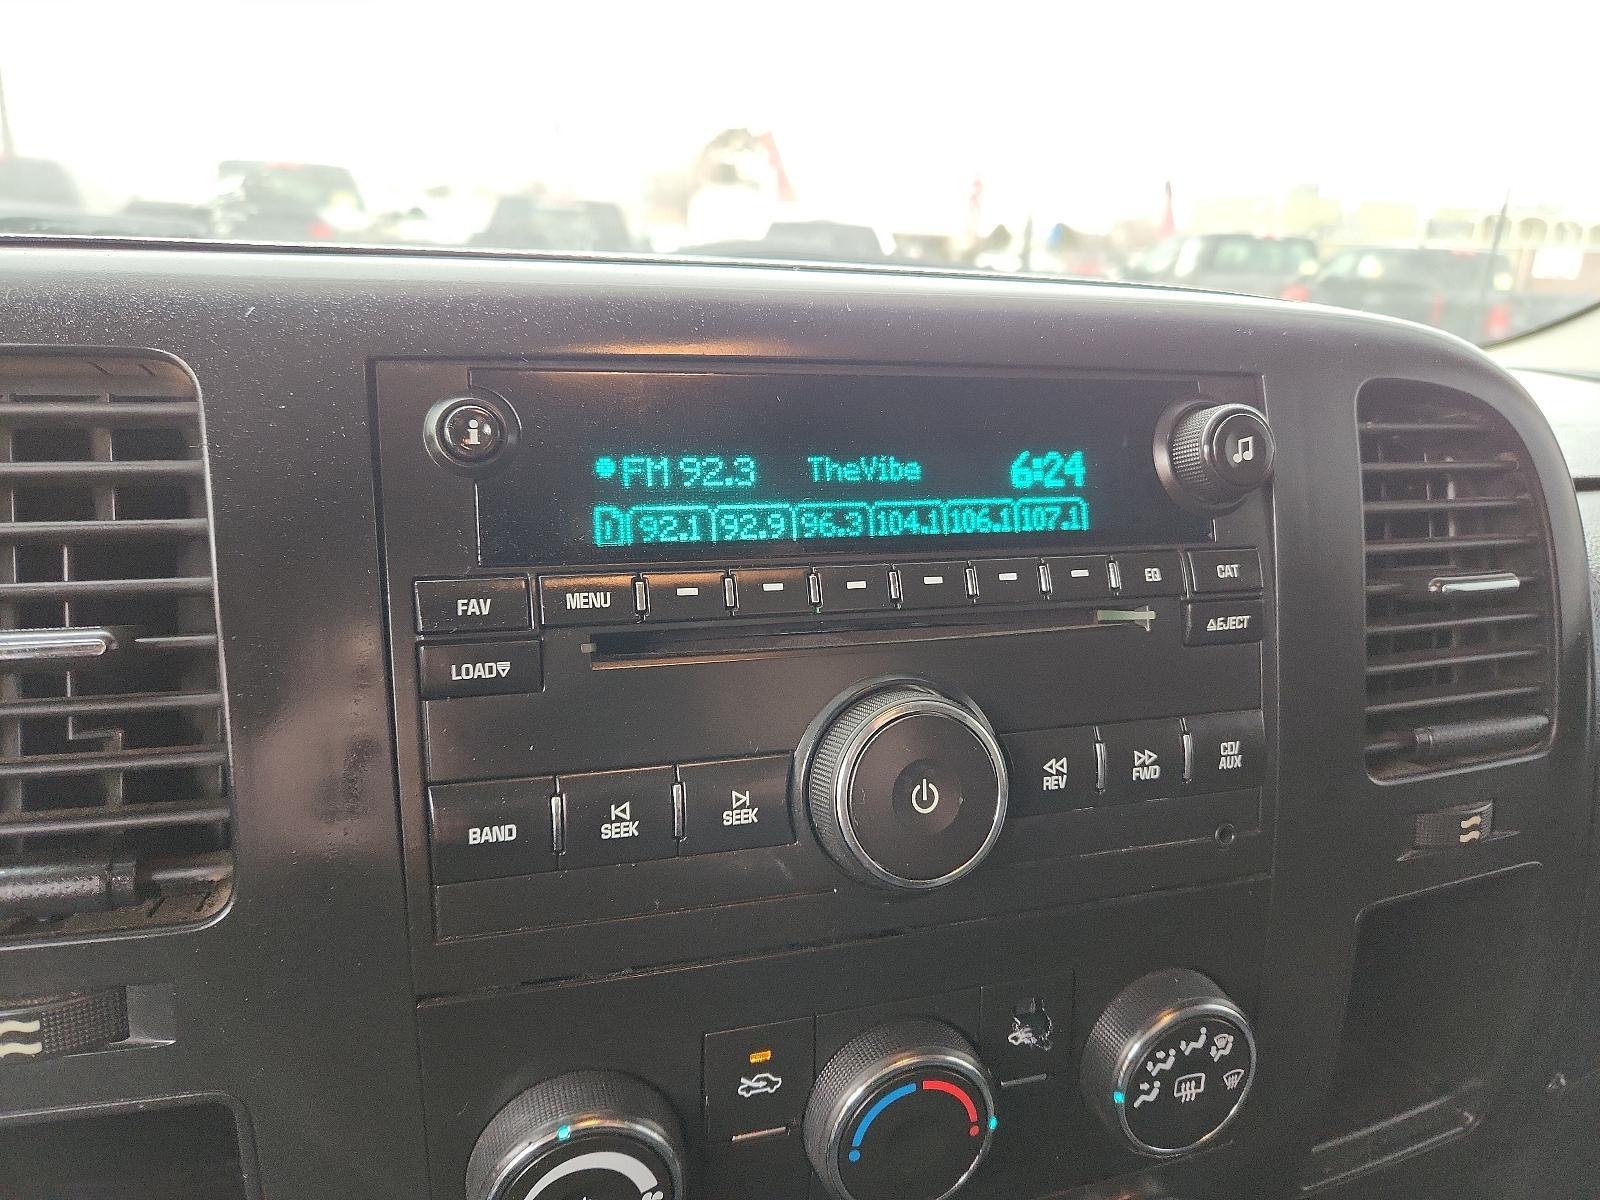 FM 92.3 TheVibe 6:24
92.1 92.9 96.3 104.1 106.1 107.1
FAV MENU EQ CAT
LOAD EJECT
BAND SEEK SEEK REV FWD CD/
AUX